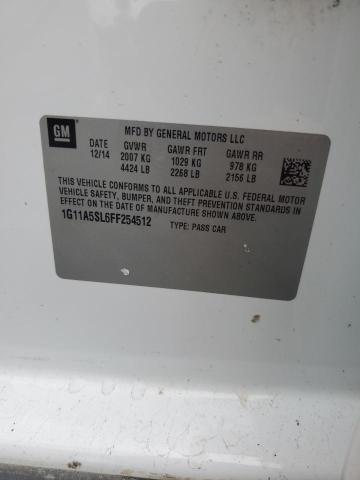 GM
MFD BY GENERAL MOTORS LLC
DATE GVWR GAWR FRT GAWR RR
12/14 2007 KG 1029 KG 978 KG
4424 LB 2268 LB 2156 LB
THIS VEHICLE CONFORMS TO ALL APPLICABLE U.S. FEDERAL MOTOR
VEHICLE SAFETY, BUMPER, AND THEFT PREVENTION STANDARDS IN
EFFECT ON THE DATE OF MANUFACTURE SHOWN ABOVE.
1G11A5SL6FF254512 TYPE: PASS CAR